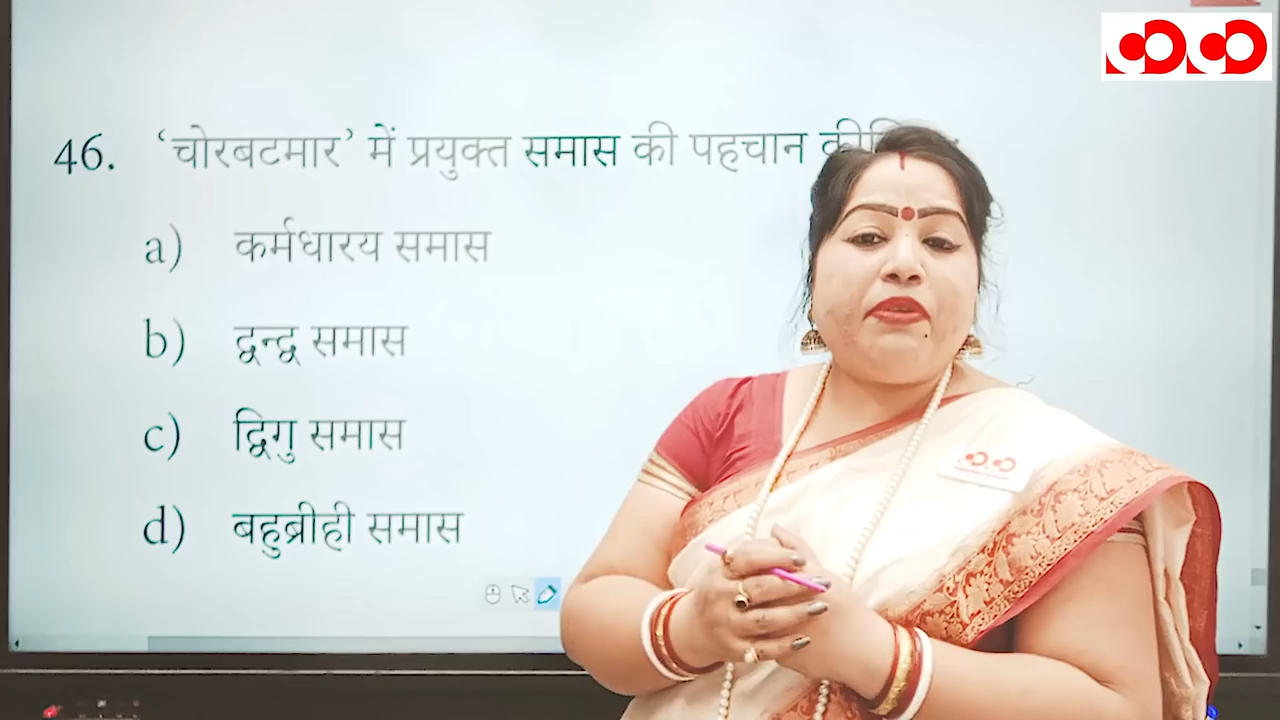 46. ‘चोरबटमार’ में प्रयुक्त समास की पहचान
a) कर्मधारय समास
b) द्वन्द्व समास
c) द्विगु समास
d) बहुब्रीही समास